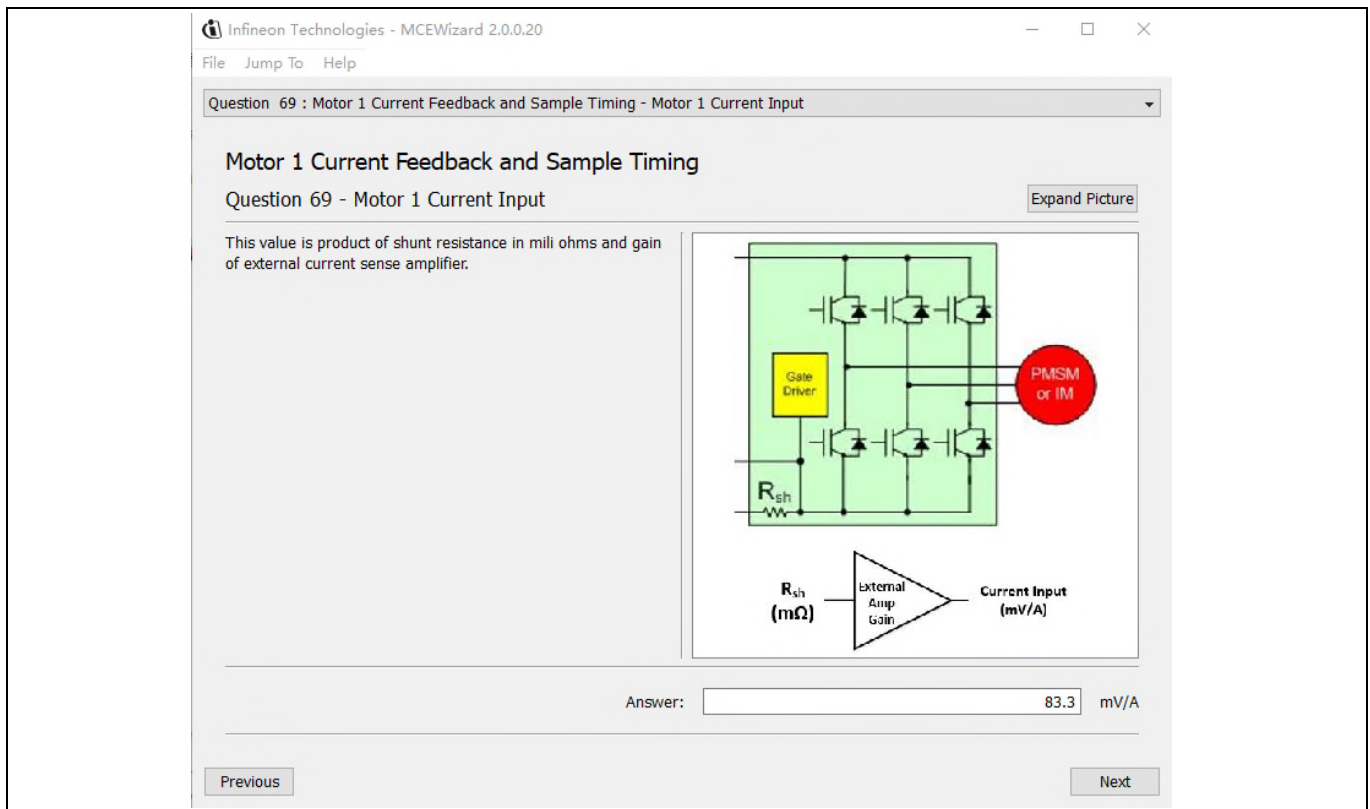 Infineon Technologies - MCEWizard 2.0.0.20
File Jump To Help
Question 69 : Motor 1 Current Feedback and Sample Timing - Motor 1 Current Input
Motor 1 Current Feedback and Sample Timing
Question 69 - Motor 1 Current Input
Expand Picture
This value is product of shunt resistance in mili ohms and gain
of external current sense amplifier.
Gate
Driver
PMSM
or IM
Rsh
Rsh
(mΩ)
External
Amp
Gain
Current Input
(mV/A)
Answer: 83.3 mV/A
Previous Next